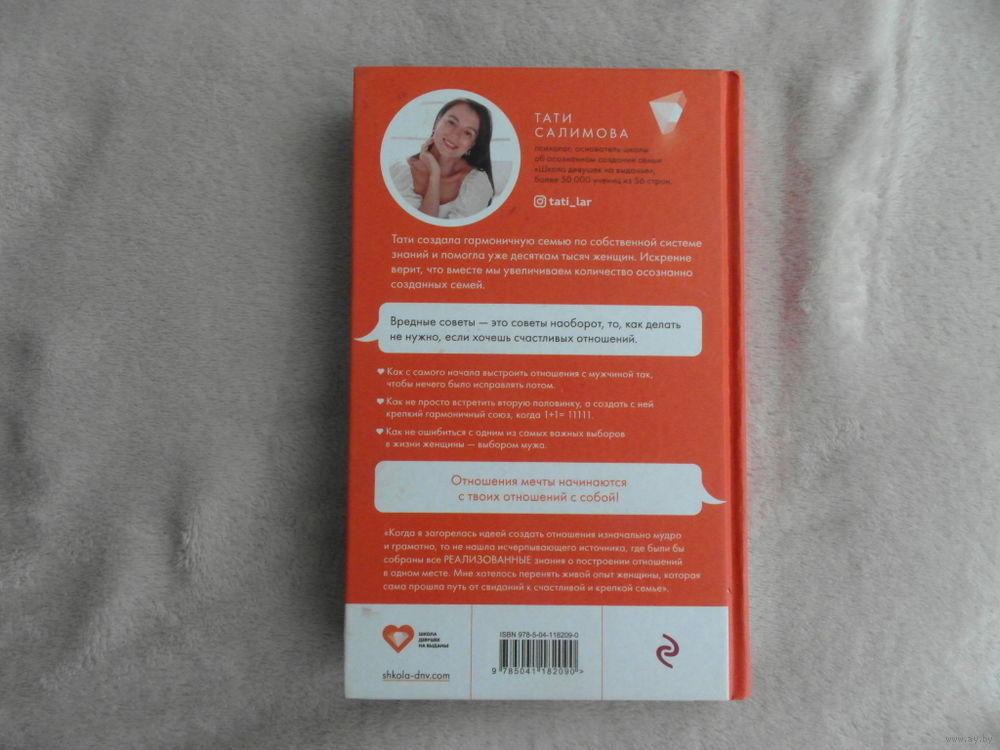 ТАТИ
САЛИМОВА
психолог, основатель школы
об осознанном создании семьи
«Школа девушек на выданье»,
более 50 000 учениц из 56 стран.
tati_lar
Тати создала гармоничную семью по собственной системе
знаний и помогла уже десяткам тысяч женщин. Искренне
верит, что вместе мы увеличиваем количество осознанно
созданных семей.
Вредные советы — это советы наоборот, то, как делать
не нужно, если хочешь счастливых отношений.
Как с самого начала выстроить отношения с мужчиной так,
чтобы нечего было исправлять потом.
Как не просто встретить вторую половинку, а создать с ней
крепкий гармоничный союз, когда 1+1= 11111.
Как не ошибиться с одним из самых важных выборов
в жизни женщины — выбором мужа.
Отношения мечты начинаются
с твоих отношений с собой!
«Когда я загорелась идеей создать отношения изначально мудро
и грамотно, то не нашла исчерпывающего источника, где были бы
собраны все РЕАЛИЗОВАННЫЕ знания о построении отношений
в одном месте. Мне хотелось перенять живой опыт женщины, которая
сама прошла путь от свиданий к счастливой и крепкой семье».
ШКОЛА
ДЕВУШЕК
НА ВЫДАНЬЕ
shkola-dnv.com
ISBN 978-5-04-118209-0
9 785041 182090 >
www.ay.by